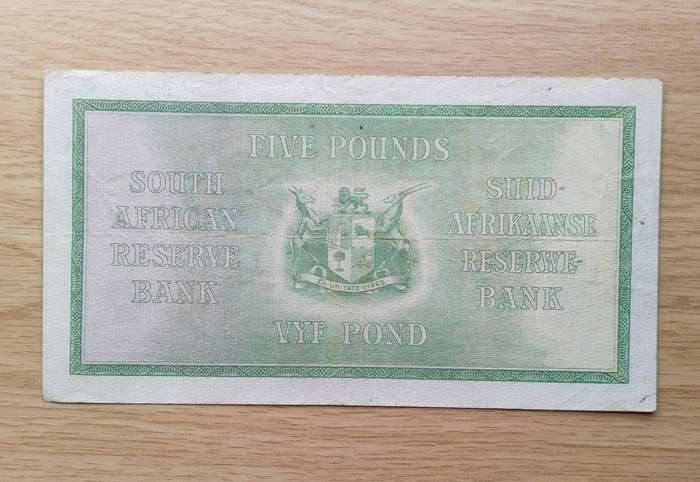 FIVE POUNDS
SOUTH
AFRICAN
RESERVE
BANK
SUID-
AFRIKAANSE
RESERWE-
BANK
EX UNITATE VIRES
VYF POND